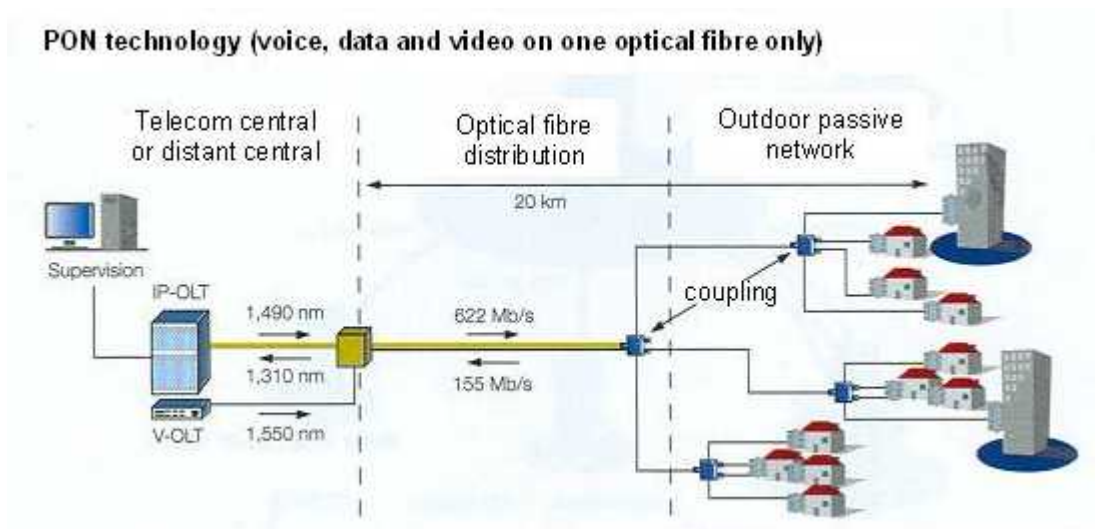 PON technology (voice, data and video on one optical fibre only)
Telecom central
or distant central
Optical fibre
distribution
Outdoor passive
network
20 km
Supervision
IP-OLT
1,490 nm
622 Mb/s
coupling
1,310 nm
155 Mb/s
V-OLT
1,550 nm